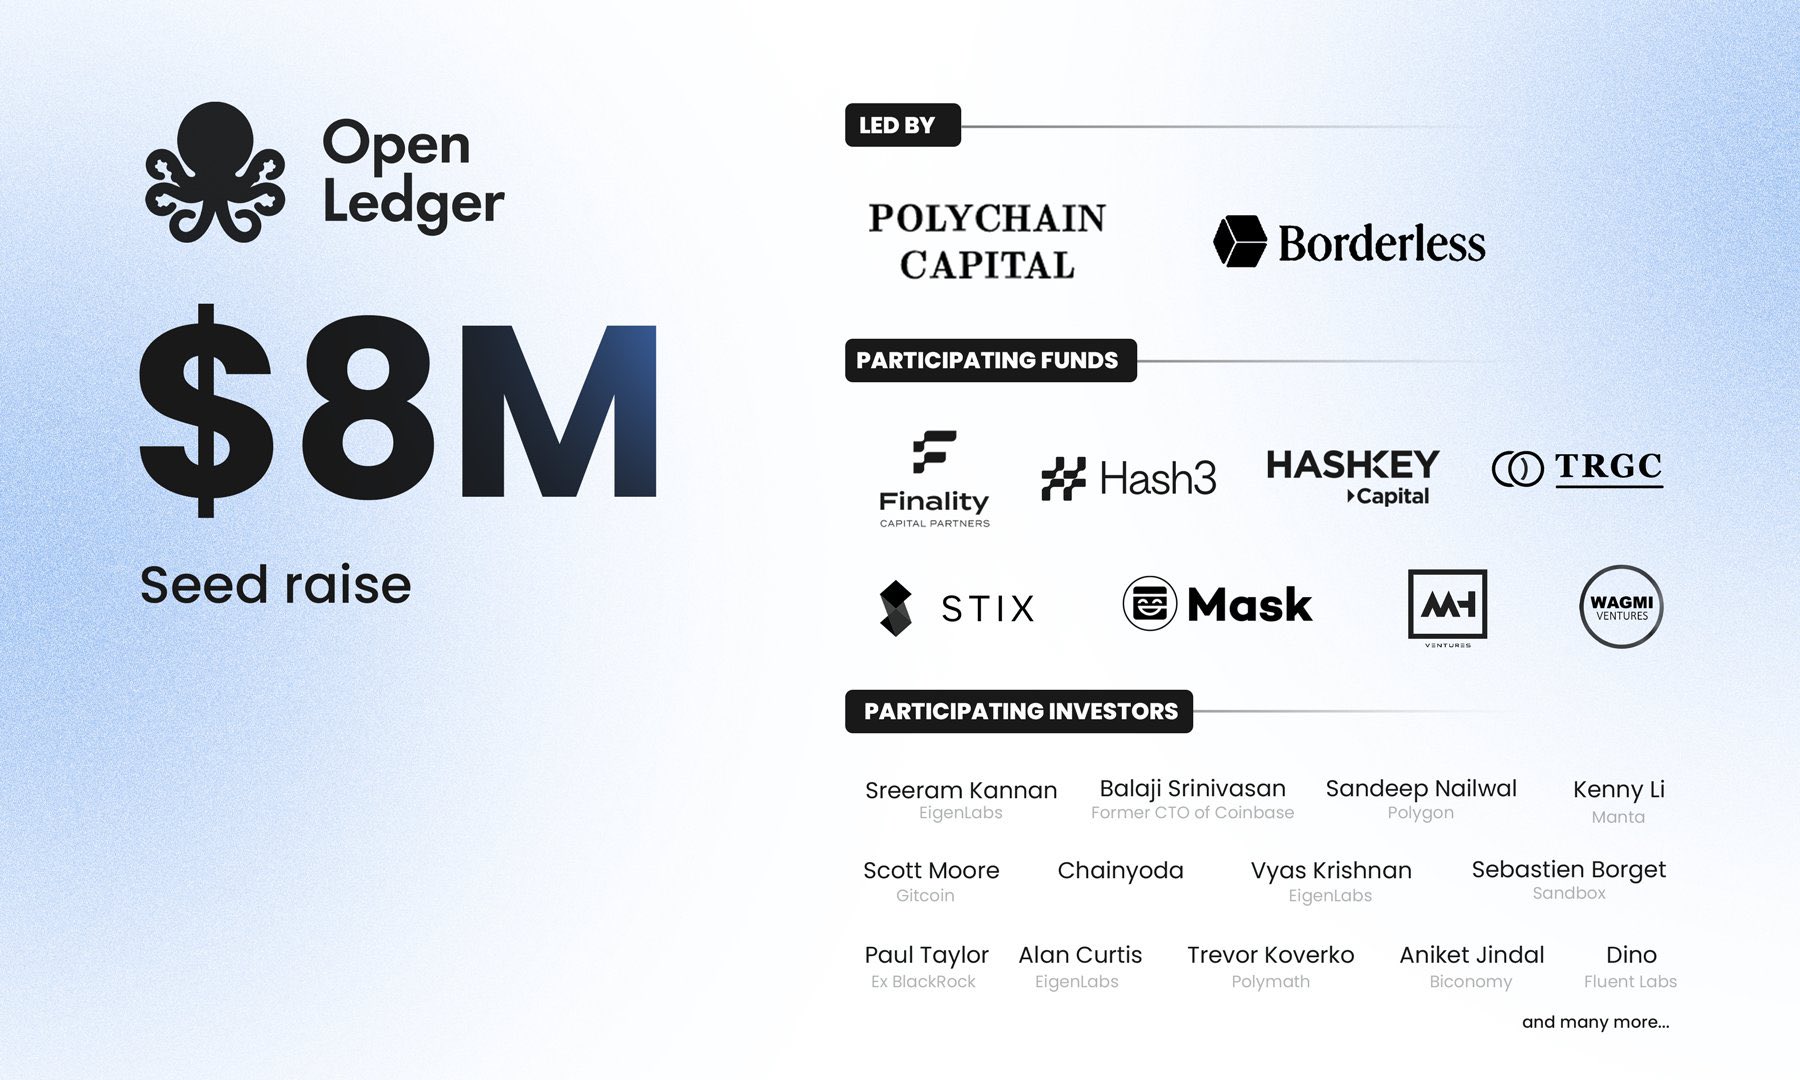 Open
Ledger
$8M
Seed raise
LED BY
POLYCHAIN
CAPITAL
Borderless
PARTICIPATING FUNDS
Finality
CAPITAL PARTNERS
Hash3
HASHKEY
Capital
TRGC
STIX
Mask
MH
VENTURES
WAGMI
VENTURES
PARTICIPATING INVESTORS
Sreeram Kannan
EigenLabs
Balaji Srinivasan
Former CTO of Coinbase
Sandeep Nailwal
Polygon
Kenny Li
Manta
Scott Moore
Gitcoin
Chainyoda
Vyas Krishnan
EigenLabs
Sebastien Borget
Sandbox
Paul Taylor
Ex BlackRock
Alan Curtis
EigenLabs
Trevor Koverko
Polymath
Aniket Jindal
Biconomy
Dino
Fluent Labs
and many more...